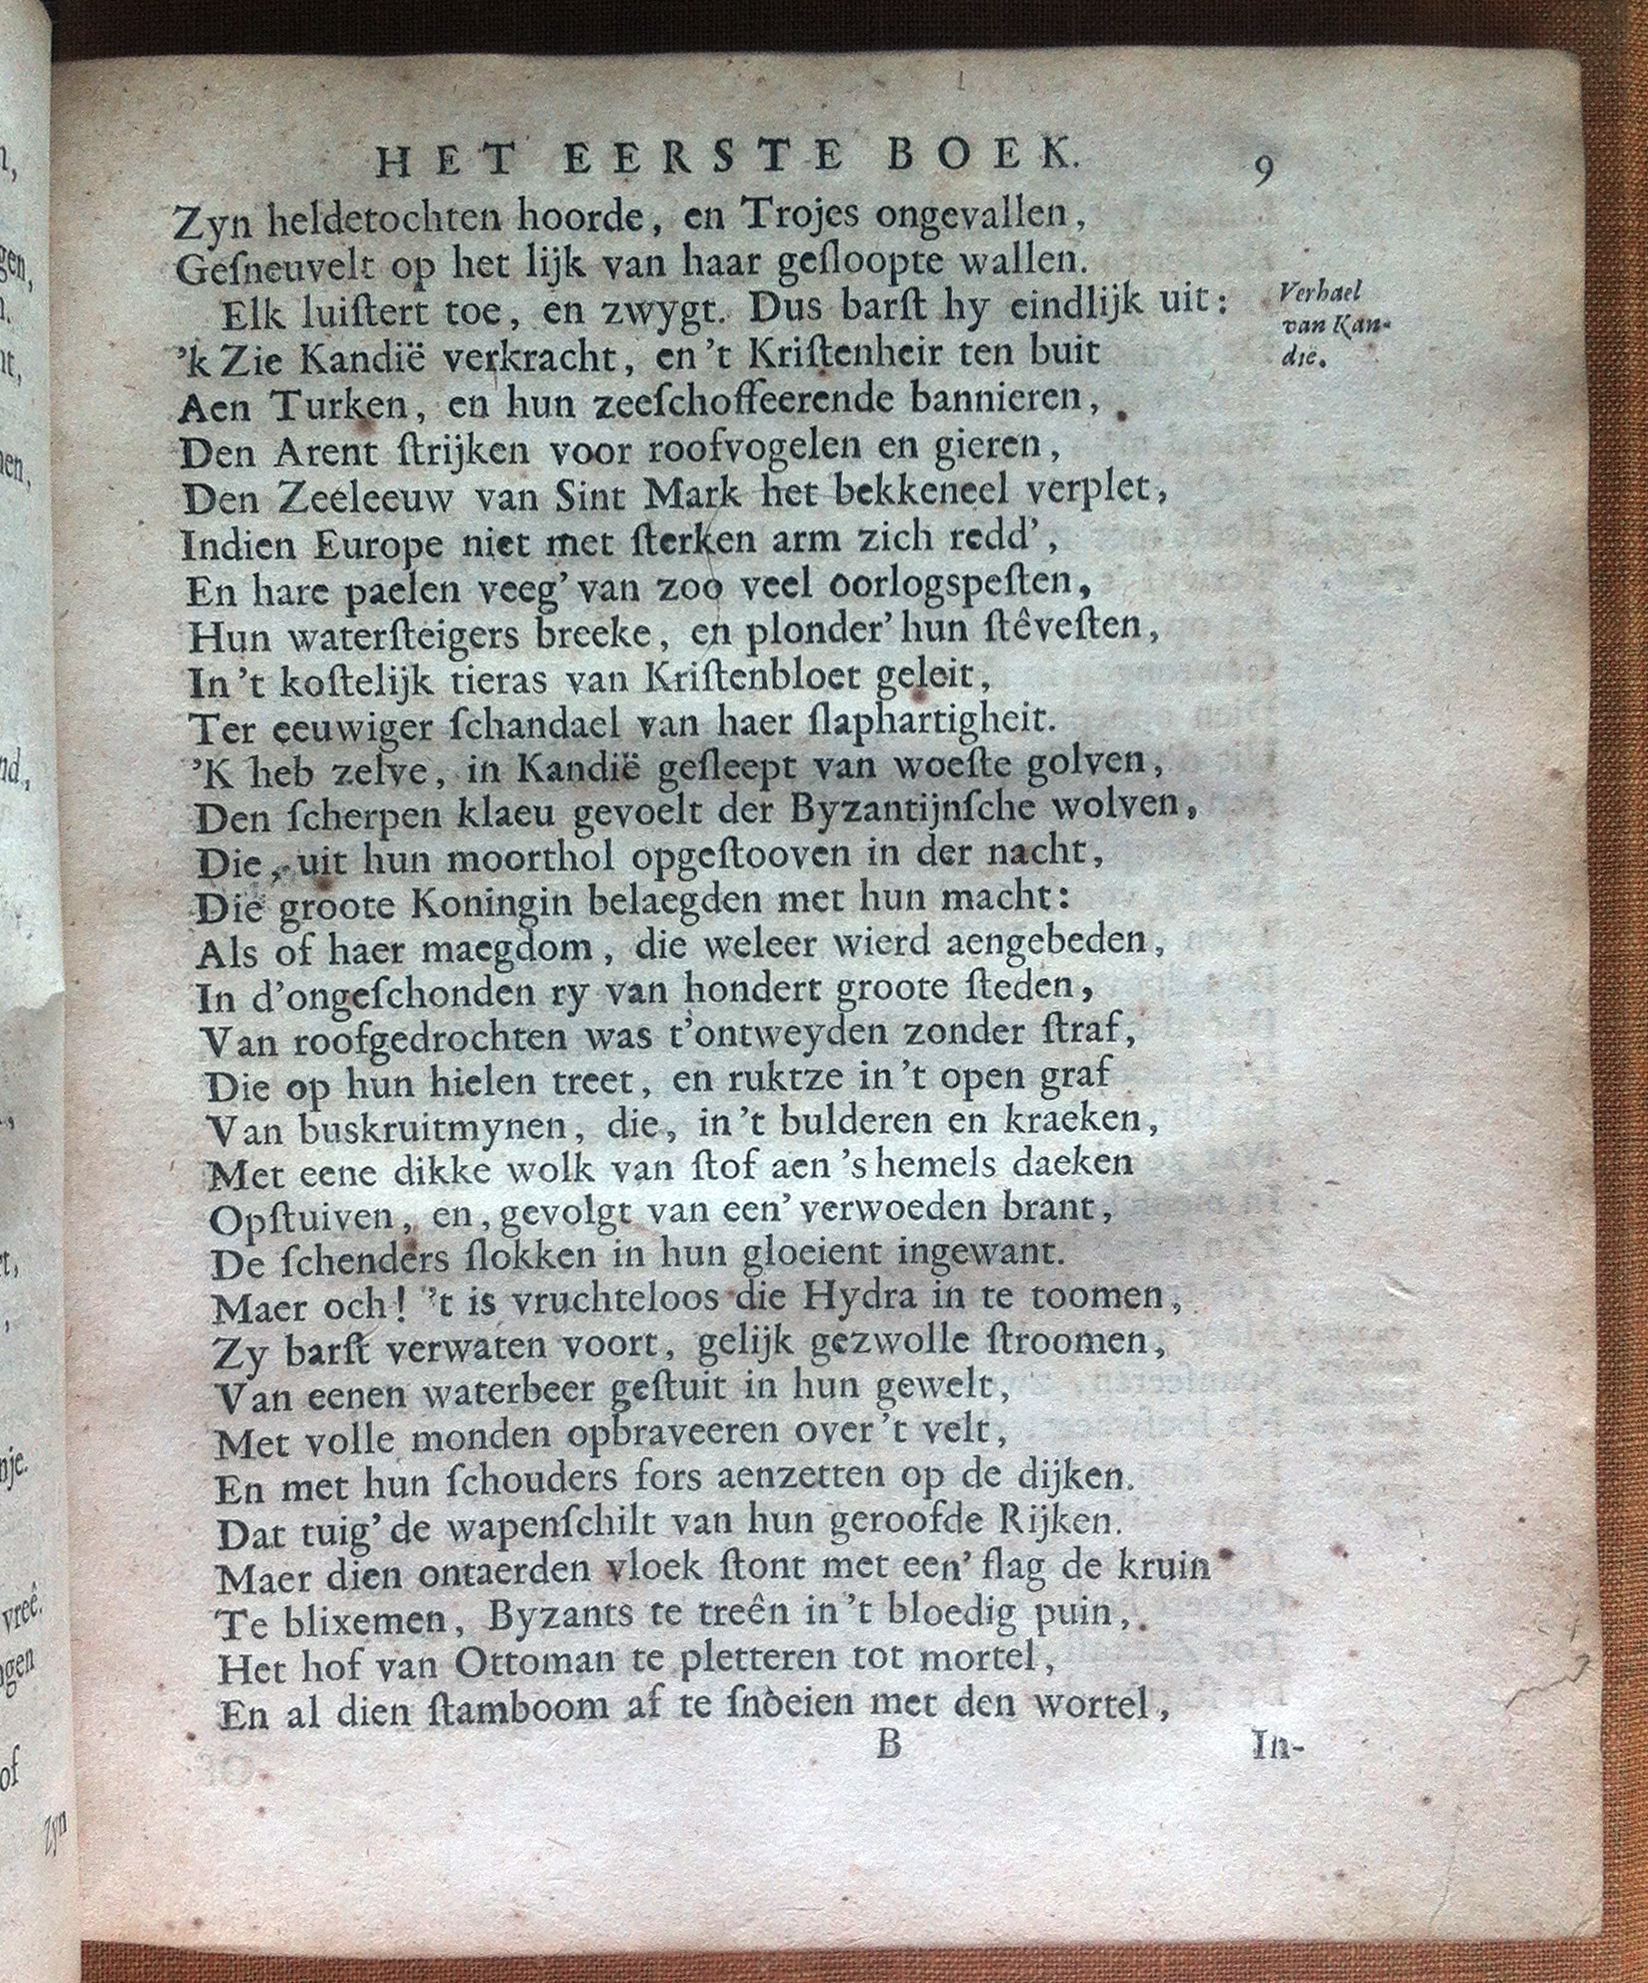 HET EERSTE BOEK. 9
Zyn heldetochten hoorde, en Trojes ongevallen,
Geſneuvelt op het lijk van haar geſloopte wallen.
Elk luiſtert toe, en zwygt. Dus barſt hy eindlijk uit:
Verhael
van Kan-
die.
’k Zie Kandië verkracht, en ’t Kriſtenheir ten buit
Aen Turken, en hun zeeſchoffeerende bannieren,
Den Arent ſtrijken voor roofvogelen en gieren,
Den Zeeleeuw van Sint Mark het bekkeneel verplet,
Indien Europe niet met ſterken arm zich redd’,
En hare paelen veeg’ van zoo veel oorlogspeſten,
Hun waterſteigers breeke, en plonder’ hun ſtêveſten,
In ’t koſtelijk tieras van Kriſtenbloet geleit,
Ter eeuwiger ſchandael van haer ſlaphartigheit.
’K heb zelve, in Kandië geſleept van woeſte golven,
Den ſcherpen klaeu gevoelt der Byzantijnſche wolven,
Die, uit hun moorthol opgeſtooven in der nacht,
Die groote Koningin belaegden met hun macht:
Als of haer maegdom, die weleer wierd aengebeden,
In d’ongeſchonden ry van hondert groote ſteden,
Van roofgedrochten was t’ontweyden zonder ſtraf,
Die op hun hielen treet, en ruktze in ’t open graf
Van buskruitmynen, die, in ’t bulderen en kraeken,
Met eene dikke wolk van ſtof aen ’s hemels daeken
Opſtuiven, en, gevolgt van een’ verwoeden brant,
De ſchenders ſlokken in hun gloeient ingewant.
Maer och! ’t is vruchteloos die Hydra in te toomen,
Zy barſt verwaten voort, gelijk gezwolle ſtroomen,
Van eenen waterbeer geſtuit in hun gewelt,
Met volle monden opbraveeren over ’t velt,
En met hun ſchouders fors aenzetten op de dijken.
Dat tuig’ de wapenſchilt van hun geroofde Rijken.
Maer dien ontaerden vloek ſtont met een’ ſlag de kruin
Te blixemen, Byzants te treên in ’t bloedig puin,
Het hof van Ottoman te pletteren tot mortel,
En al dien ſtamboom af te ſnoeien met den wortel,
B In-